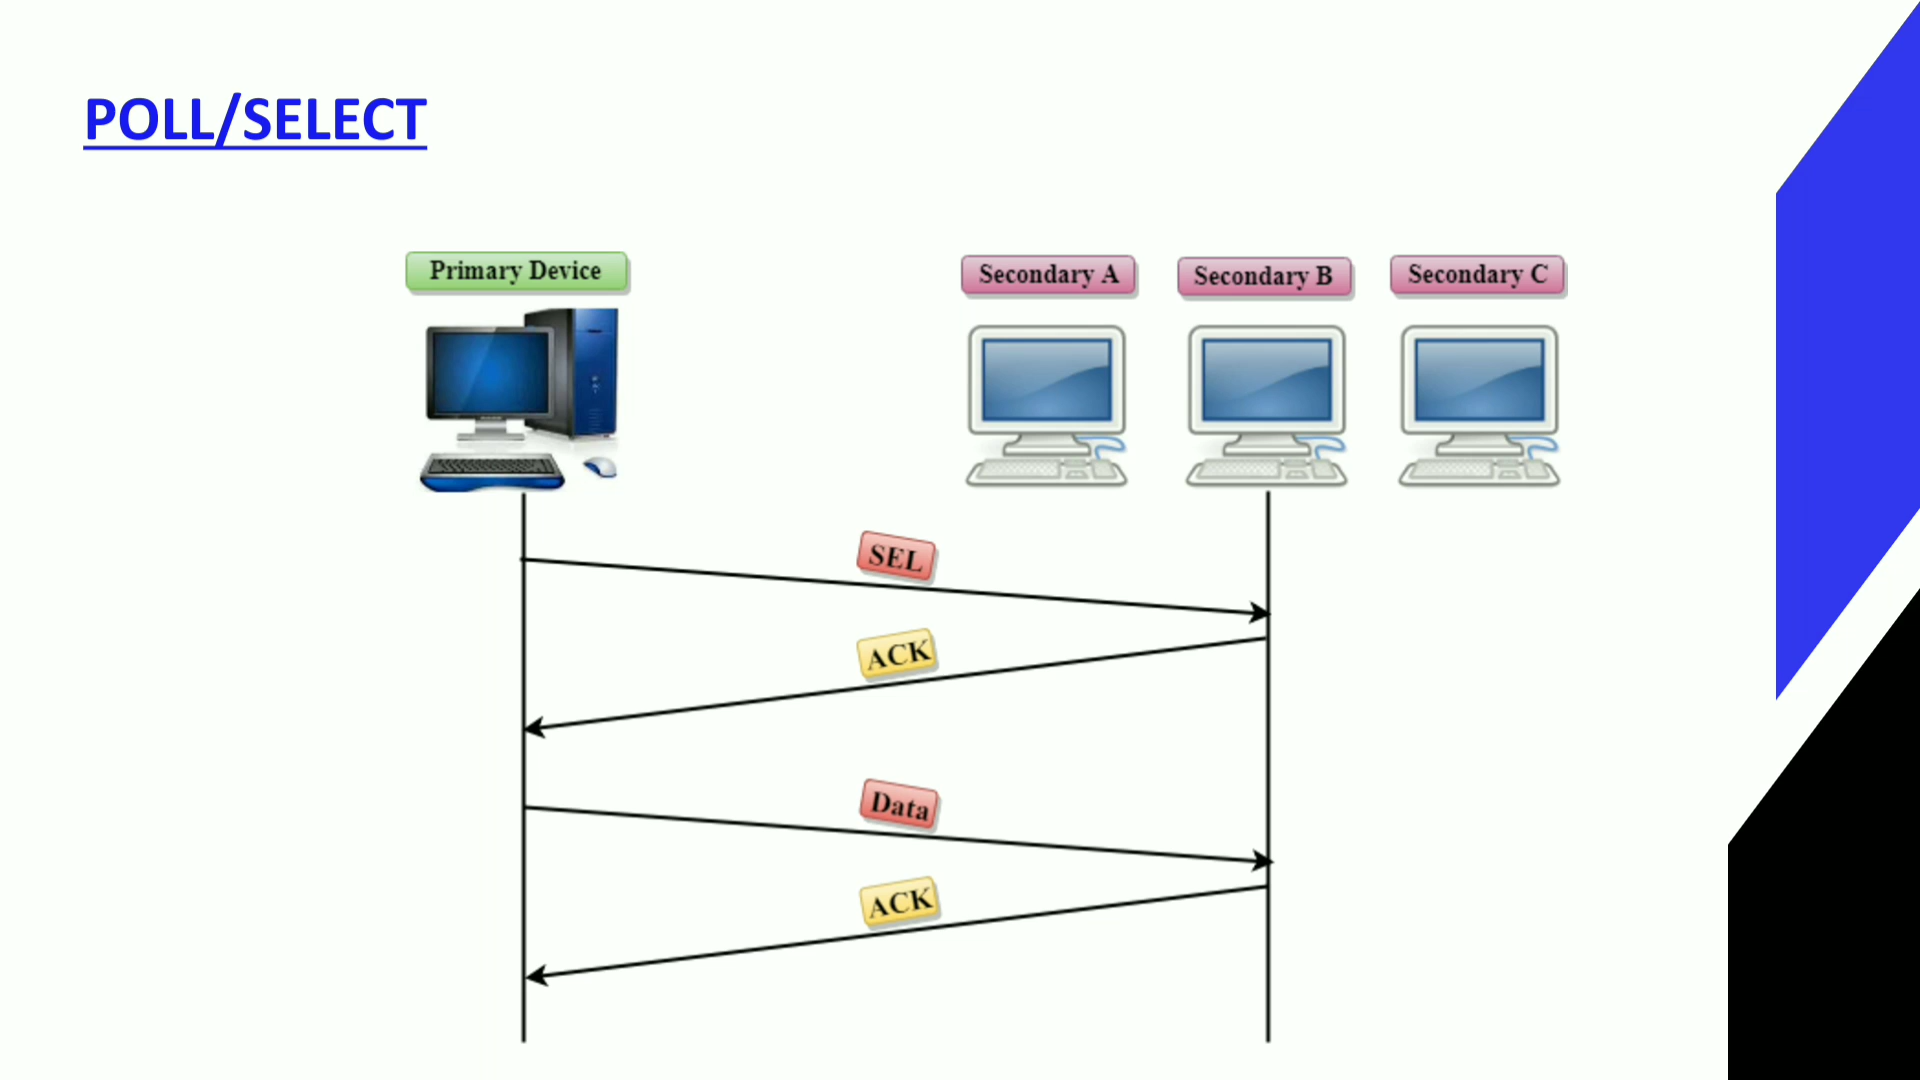 POLL/SELECT
Primary Device
Secondary A
Secondary B
Secondary C
SEL
ACK
Data
ACK